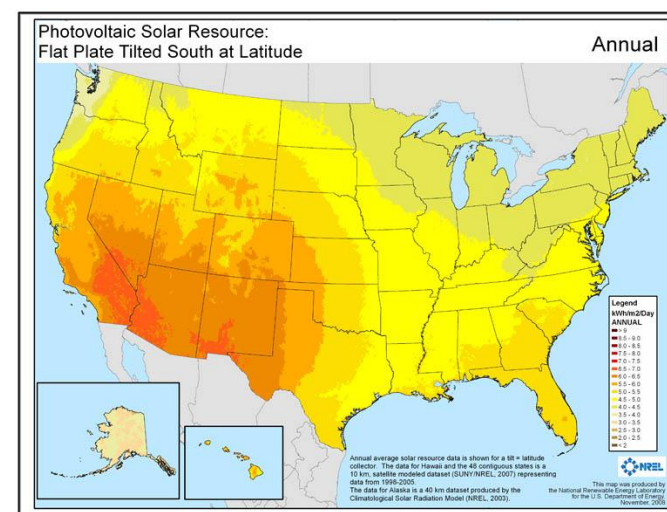 Photovoltaic Solar Resource:
Flat Plate Tilted South at Latitude
Annual
Legend
kWh/m2/Day
ANNUAL
> 9
8.5 - 9.0
8.0 - 8.5
7.5 - 8.0
7.0 - 7.5
6.5 - 7.0
6.0 - 6.5
5.5 - 6.0
5.0 - 5.5
4.5 - 5.0
4.0 - 4.5
3.5 - 4.0
3.0 - 3.5
2.5 - 3.0
2.0 - 2.5
< 2
Annual average solar resource data is shown for a tilt = latitude
collector. The data for Hawaii and the 48 contiguous states is a
10 km, satellite modeled dataset (SUNY/NREL, 2007) representing
data from 1998-2005.
The data for Alaska is a 40 km dataset produced by the
Climatological Solar Radiation Model (NREL, 2003).
NREL
This map was produced by
the National Renewable Energy Laboratory
for the U.S. Department of Energy.
November, 2008